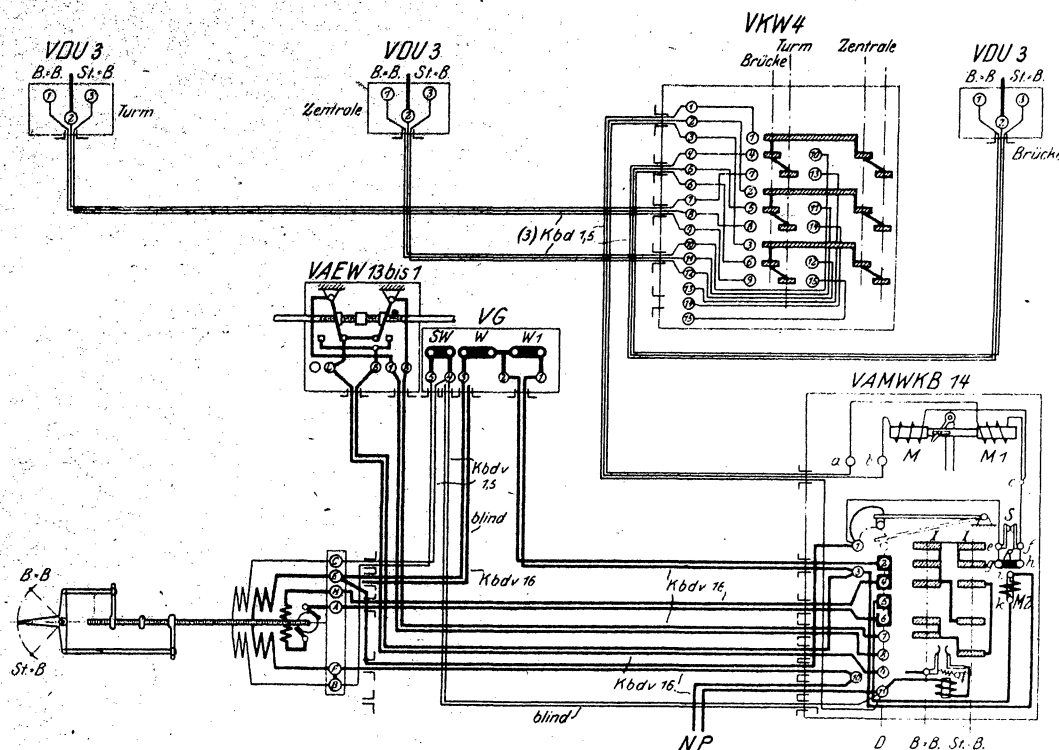 VKW4
VDU 3
B=B. St.=B.
Turm
VDU 3
B=B. St.=B.
Zentrale
Brücke
Turm
Zentrale
VDU 3
B.=B St.=B.
Brücke
(3) Kbd 1,5
VAEW 13 bis 1
VG
SW W W1
VAMWKB 14
M M1
a b
c
S
e f
g h
i
k M2
Kbdv 1,5
blind
Kbdv 16
Kbdv 16
Kbdv 16
blind
B=B
St.=B
N P
D B=B. St.=B.